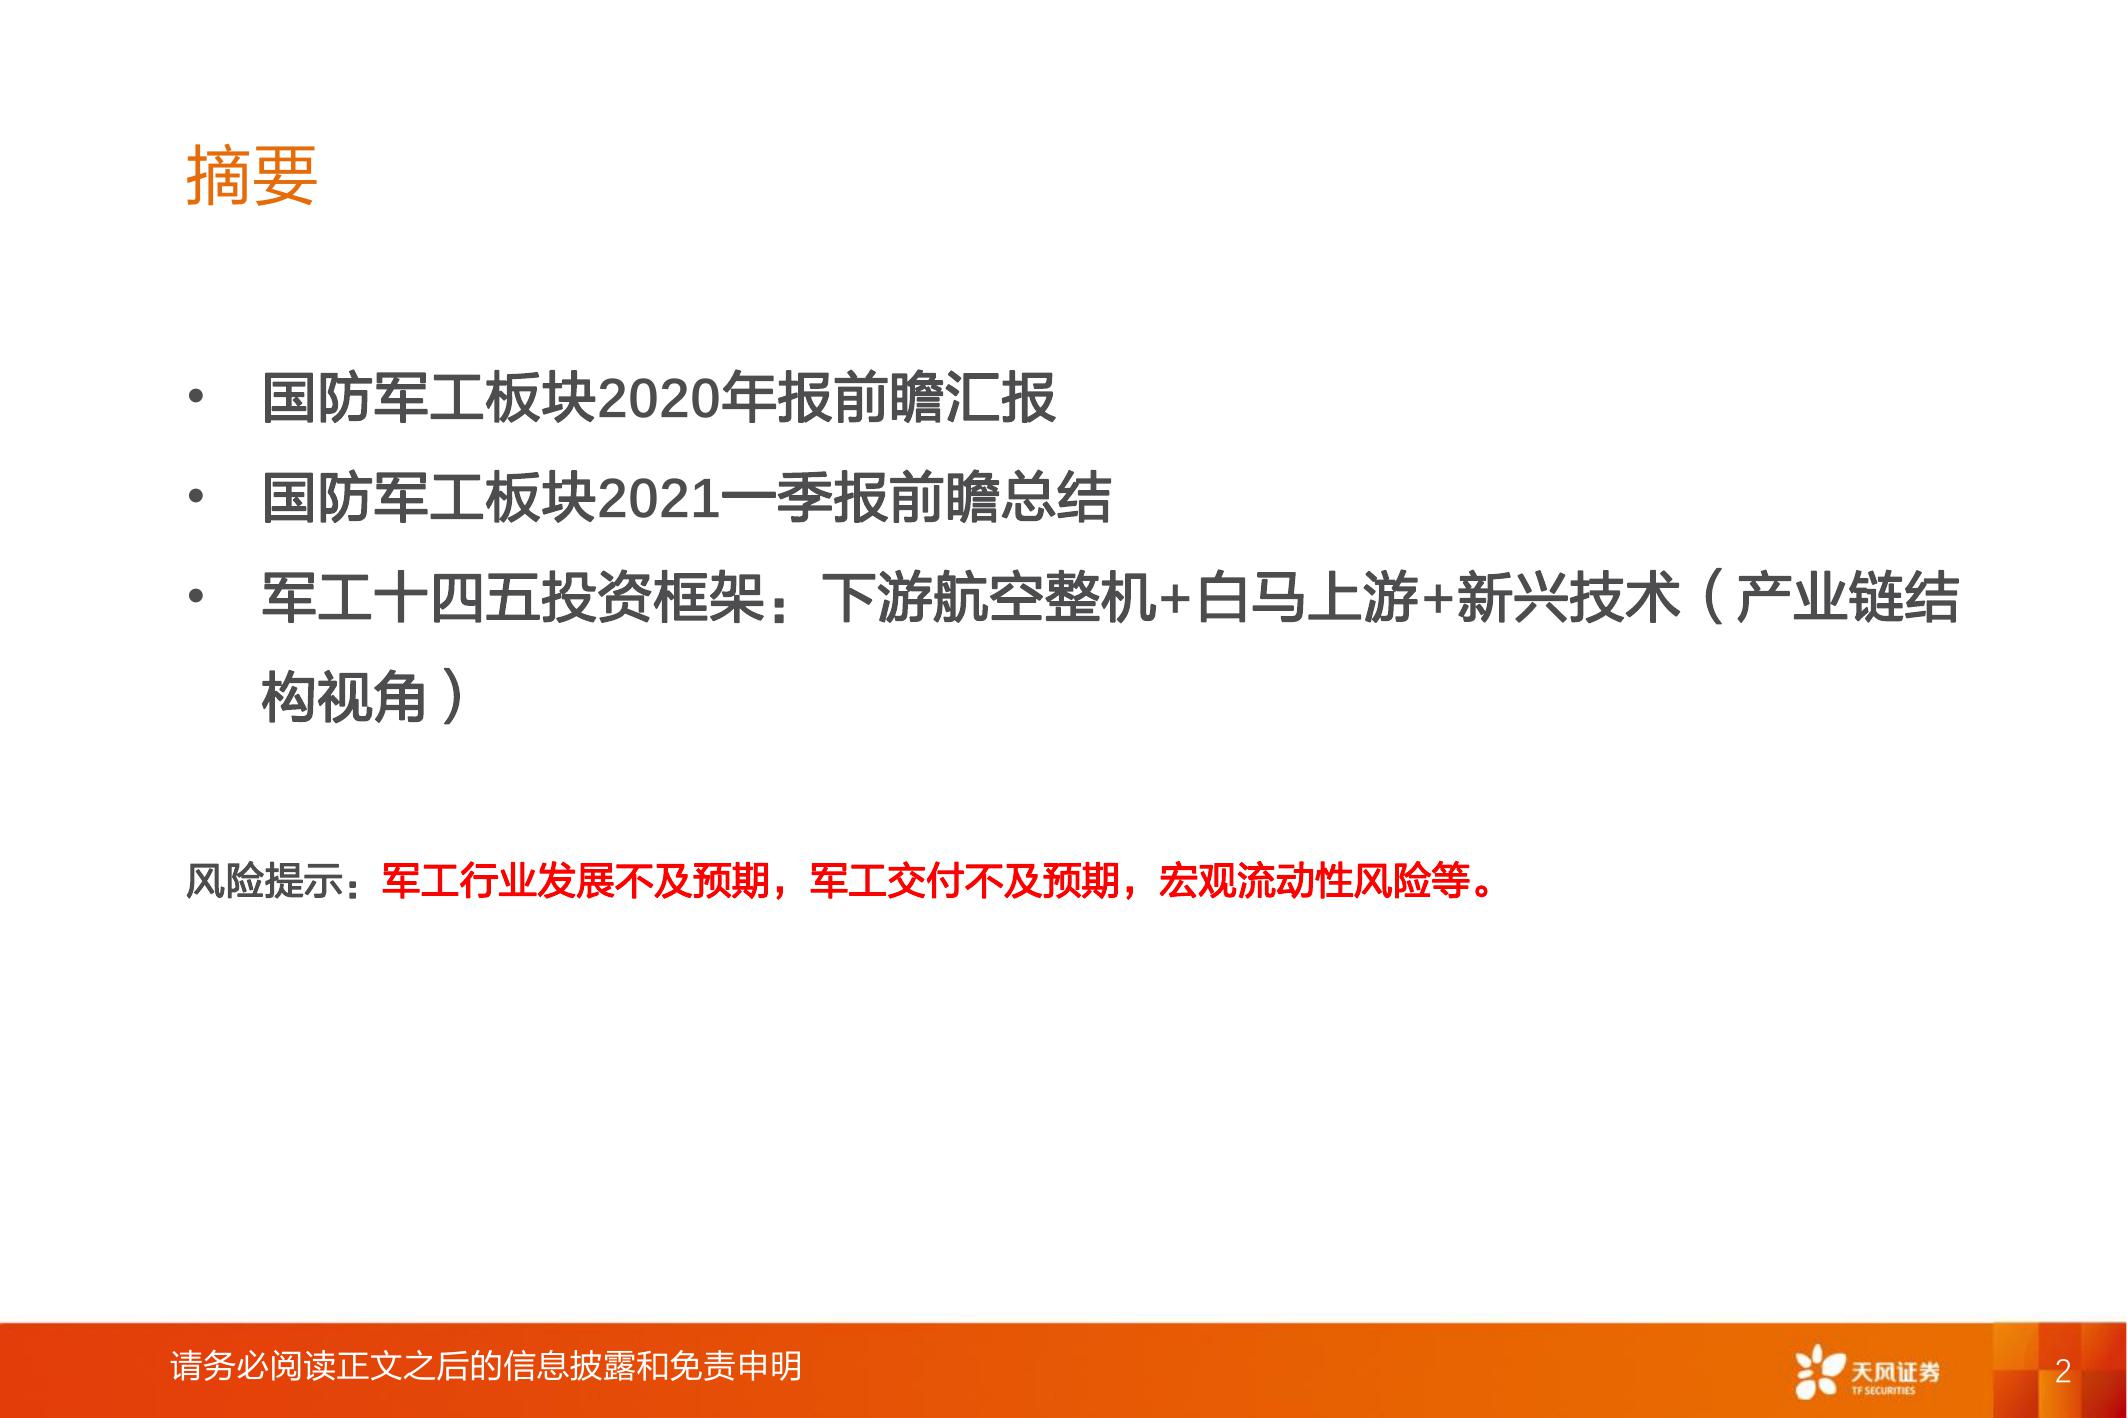 摘要
• 国防军工板块2020年报前瞻汇报
• 国防军工板块2021一季报前瞻总结
• 军工十四五投资框架：下游航空整机+白马上游+新兴技术（产业链结
构视角）
风险提示：军工行业发展不及预期，军工交付不及预期，宏观流动性风险等。
请务必阅读正文之后的信息披露和免责申明
天风证券
TF SECURITIES
2